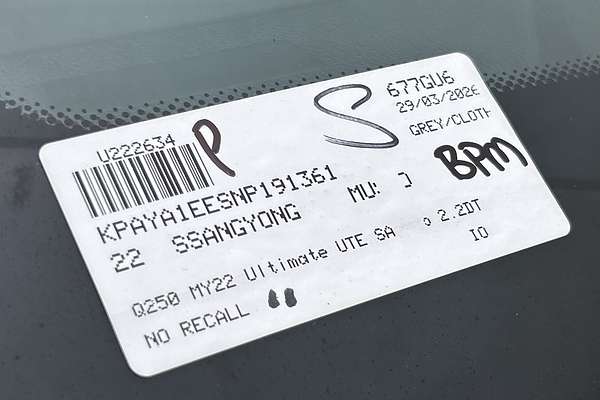 U222634
P
S
677GU6
29/03/2026
GREY/CLOTH
KPAYA1EESNP191361
BPM
22 SSANGYONG
Q250 MY22 Ultimate UTE SA 2.2DT
IO
NO RECALL